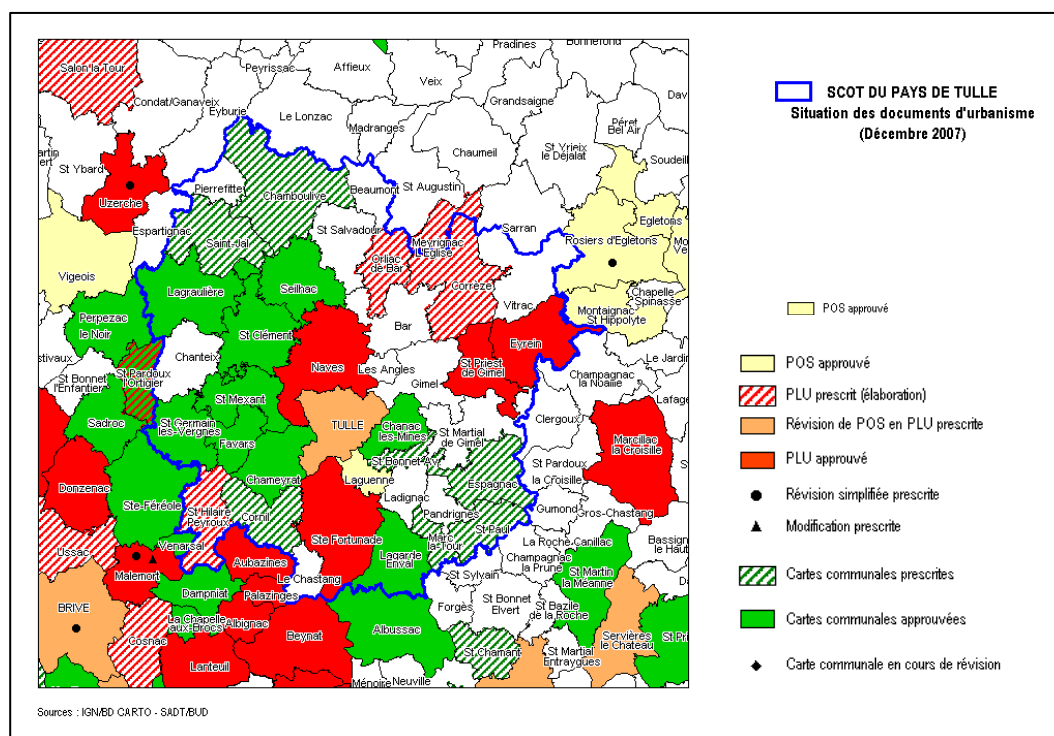 SCOT DU PAYS DE TULLE
Situation des documents d'urbanisme
(Décembre 2007)
POS approuvé
POS approuvé
PLU prescrit (élaboration)
Révision de POS en PLU prescrite
PLU approuvé
Révision simplifiée prescrite
Modification prescrite
Cartes communales prescrites
Cartes communales approuvées
Carte communale en cours de révision
Pradines
Bonnefond
Salon la Tour
Peyrissac
Affieux
Veix
Condat/Ganaveix
Grandsaigne
Dav
Eyburie
Le Lonzac
Madranges
Péret
Bel Air
St Ybard
Chaumeil
St Yrieix
le Déjalat
Soudeil
Uzerche
Pierrefitte
Chamboulive
Beaumont
St Augustin
Espartignac
St Salvadour
Meyrignac
L'Eglise
Sarran
Egletons
Rosiers d'Egletons
Saint-Jal
Orliac
de Bar
Vigeois
Lagraulière
Seilhac
Corrèze
Vitrac
Chapelle
Spinasse
Montaignac
St Hippolyte
Perpezac
le Noir
St Clément
Bar
Eyrein
Chanteix
Naves
Les Angles
St Priest
de Gimel
Le Jardin
St Pardoux
l'Ortigier
St Bonnet
l'Enfantier
Gimel
Champagnac
la Noaille
St Mexant
Lafage
Sadroc
St Germain
les-Vergnes
TULLE
Chanac
les-Mines
Clergoux
Favars
St Martial
de Gimel
Marcillac
la Croisille
St Bonnet Av.
Donzenac
Chameyrat
Laguenne
Espagnac
St Pardoux
la Croisille
Ste-Féréole
St Hilaire
Peyroux
Cornil
Ladignac
Pandrignes
Gumond
Gros-Chastang
Ussac
Venarsal
Ste Fortunade
Marc
la-Tour
St Paul
La Roche Canillac
Bassign
le Haut
Malemort
Aubazines
Lagarde
Enval
Champagnac
la Prune
St Martin
la Meanne
Le Chastang
St Sylvain
Dampniat
Palazinges
BRIVE
La Chapelle
aux-Brocs
Albignac
Forgès
St Bonnet
Elvert
St Bazile
de la Roche
Cosnac
Beynat
Albussac
Servières
le Chateau
St Pri
Lanteuil
St Chamant
St Martial
Entraygues
Ménoire
Neuville
Sources : IGN/BD CARTO - SADT/BUD